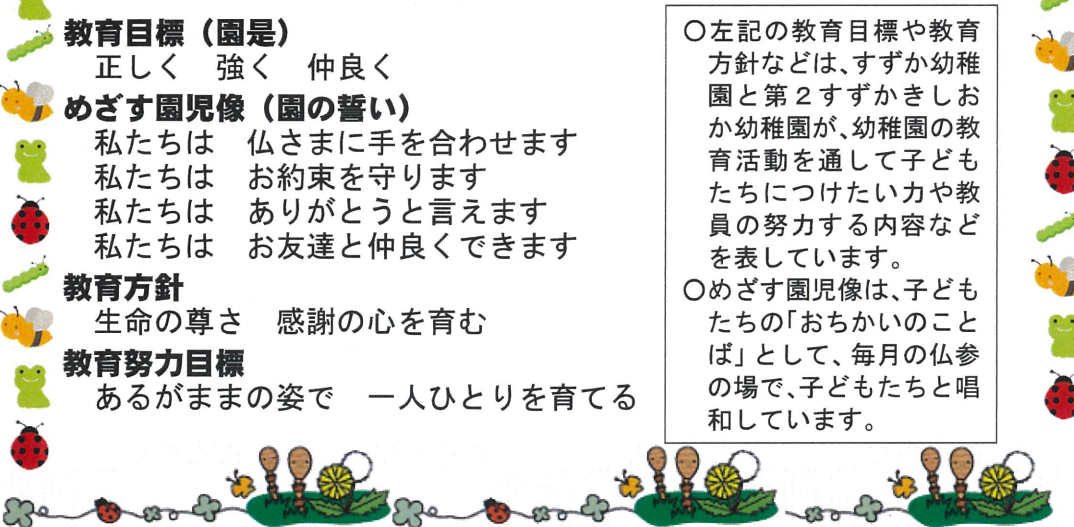 教育目標（園是）
正しく　強く　仲良く
めざす園児像（園の誓い）
私たちは　仏さまに手を合わせます
私たちは　お約束を守ります
私たちは　ありがとうと言えます
私たちは　お友達と仲良くできます
教育方針
生命の尊さ　感謝の心を育む
教育努力目標
あるがままの姿で　一人ひとりを育てる
〇左記の教育目標や教育
方針などは、すずか幼稚
園と第２すずかきしお
か幼稚園が、幼稚園の教
育活動を通して子ども
たちにつけたい力や教
員の努力する内容など
を表しています。
〇めざす園児像は、子ども
たちの「おちかいのこと
ば」として、毎月の仏参
の場で、子どもたちと唱
和しています。